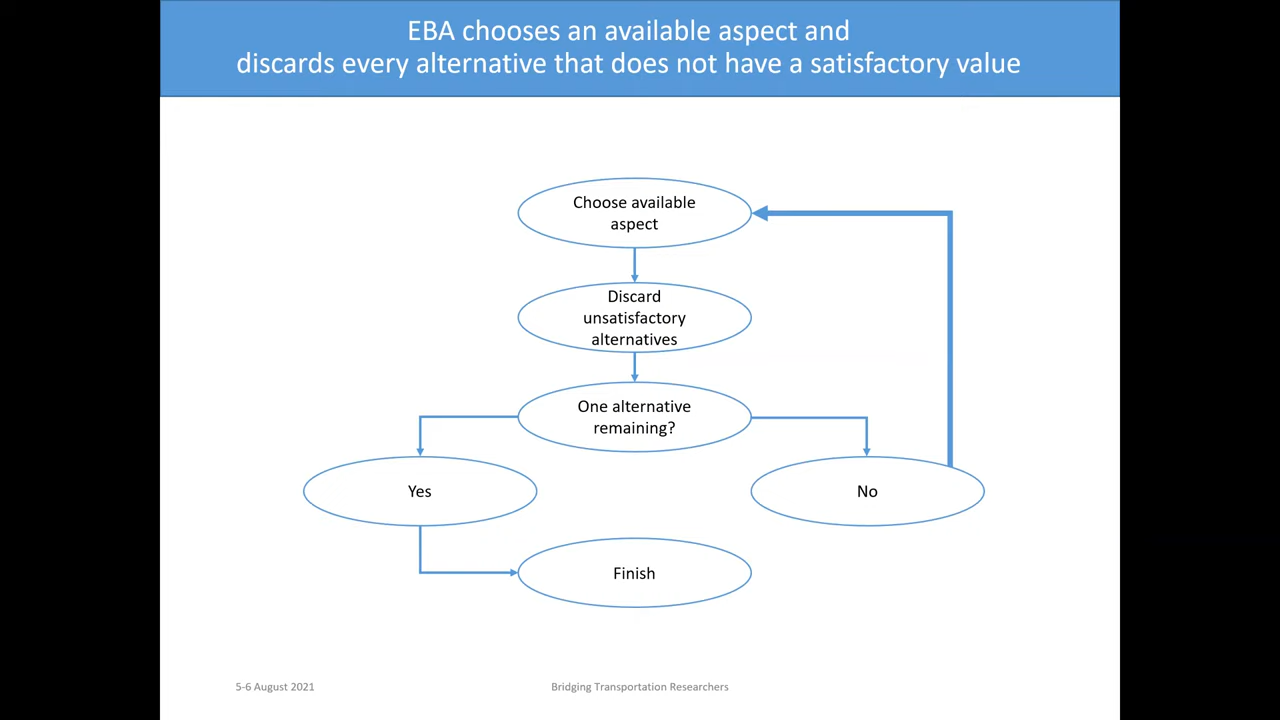 EBA chooses an available aspect and
discards every alternative that does not have a satisfactory value
Choose available
aspect
Discard
unsatisfactory
alternatives
One alternative
remaining?
Yes
No
Finish
5-6 August 2021
Bridging Transportation Researchers